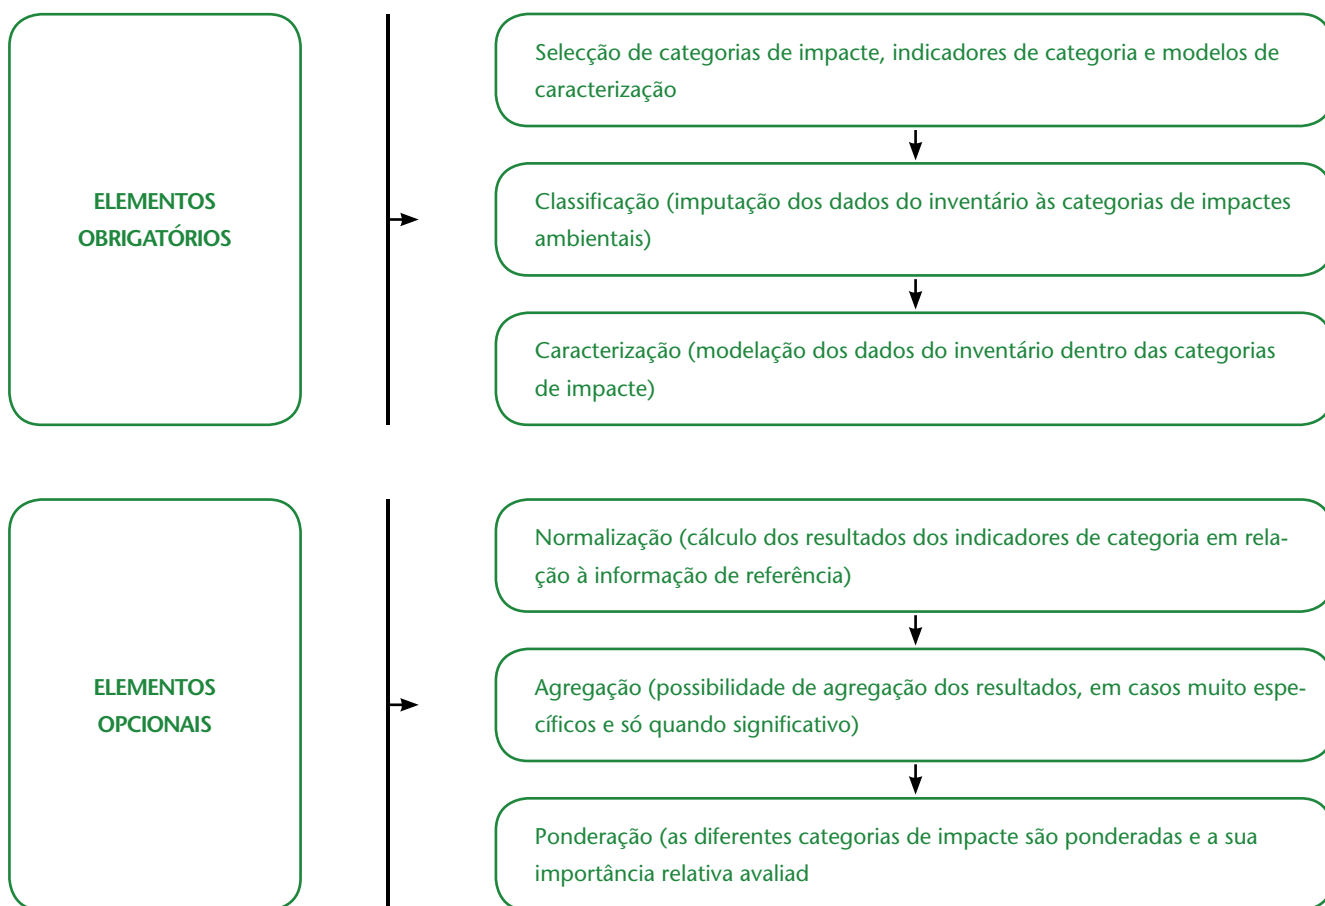 ELEMENTOS
OBRIGATÓRIOS
Selecção de categorias de impacte, indicadores de categoria e modelos de
caracterização
Classificação (imputação dos dados do inventário às categorias de impactes
ambientais)
Caracterização (modelação dos dados do inventário dentro das categorias
de impacte)
ELEMENTOS
OPCIONAIS
Normalização (cálculo dos resultados dos indicadores de categoria em rela-
ção à informação de referência)
Agregação (possibilidade de agregação dos resultados, em casos muito espe-
cíficos e só quando significativo)
Ponderação (as diferentes categorias de impacte são ponderadas e a sua
importância relativa avaliad